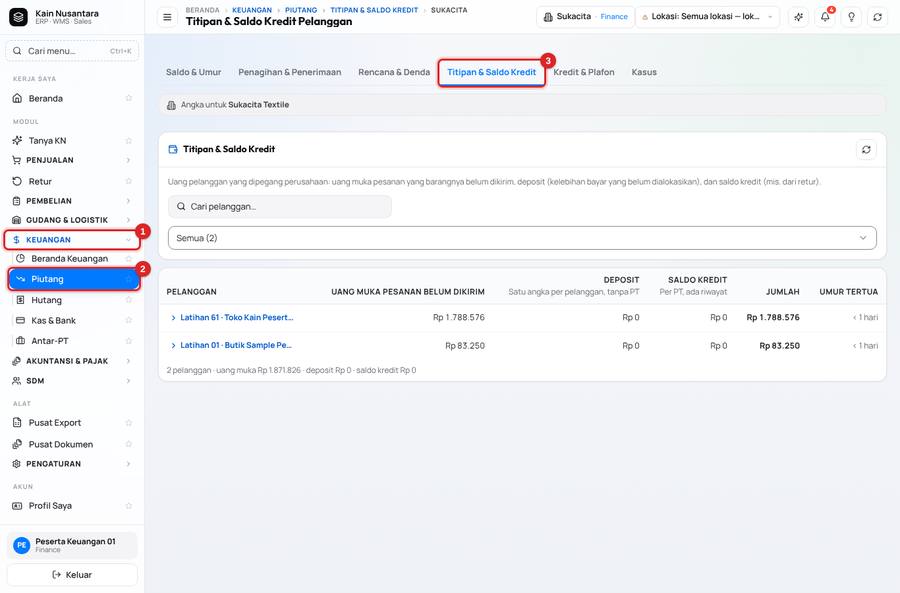 Kain Nusantara
ERP · WMS · Sales
Cari menu... Ctrl+K
KERJA SAYA
Beranda
MODUL
Tanya KN
PENJUALAN
Retur
PEMBELIAN
GUDANG & LOGISTIK
KEUANGAN
1
Beranda Keuangan
Piutang
2
Hutang
Kas & Bank
Antar-PT
AKUNTANSI & PAJAK
SDM
ALAT
Pusat Export
Pusat Dokumen
PENGATURAN
AKUN
Profil Saya
PE
Peserta Keuangan 01
Finance
Keluar
BERANDA › KEUANGAN › PIUTANG › TITIPAN & SALDO KREDIT › SUKACITA
Titipan & Saldo Kredit Pelanggan
Sukacita · Finance
Lokasi: Semua lokasi — lok...
4
Saldo & Umur Penagihan & Penerimaan Rencana & Denda Titipan & Saldo Kredit Kredit & Plafon Kasus
3
Angka untuk Sukacita Textile
Titipan & Saldo Kredit
Uang pelanggan yang dipegang perusahaan: uang muka pesanan yang barangnya belum dikirim, deposit (kelebihan bayar yang belum dialokasikan), dan saldo kredit (mis. dari retur).
Cari pelanggan...
Semua (2)
PELANGGAN UANG MUKA PESANAN BELUM DIKIRIM DEPOSIT SALDO KREDIT JUMLAH UMUR TERTUA
Satu angka per pelanggan, tanpa PT Per PT, ada riwayat
Latihan 61 · Toko Kain Pesert... Rp 1.788.576 Rp 0 Rp 0 Rp 1.788.576 < 1 hari
Latihan 01 · Butik Sample Pe... Rp 83.250 Rp 0 Rp 0 Rp 83.250 < 1 hari
2 pelanggan · uang muka Rp 1.871.826 · deposit Rp 0 · saldo kredit Rp 0